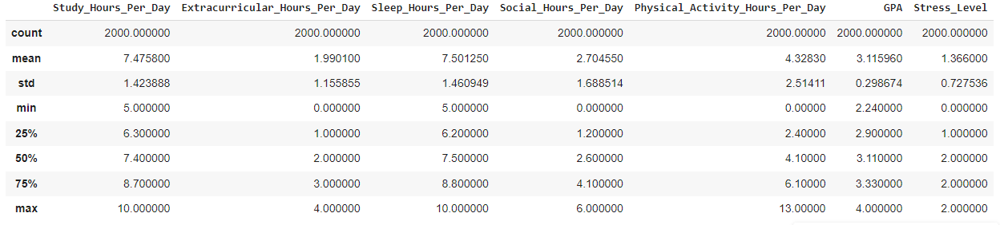 Study_Hours_Per_Day Extracurricular_Hours_Per_Day Sleep_Hours_Per_Day Social_Hours_Per_Day Physical_Activity_Hours_Per_Day GPA Stress_Level
count 2000.000000 2000.000000 2000.000000 2000.000000 2000.00000 2000.000000 2000.000000
mean 7.475800 1.990100 7.501250 2.704550 4.32830 3.115960 1.366000
std 1.423888 1.155855 1.460949 1.688514 2.51411 0.298674 0.727536
min 5.000000 0.000000 5.000000 0.000000 0.00000 2.240000 0.000000
25% 6.300000 1.000000 6.200000 1.200000 2.40000 2.900000 1.000000
50% 7.400000 2.000000 7.500000 2.600000 4.10000 3.110000 2.000000
75% 8.700000 3.000000 8.800000 4.100000 6.10000 3.330000 2.000000
max 10.000000 4.000000 10.000000 6.000000 13.00000 4.000000 2.000000